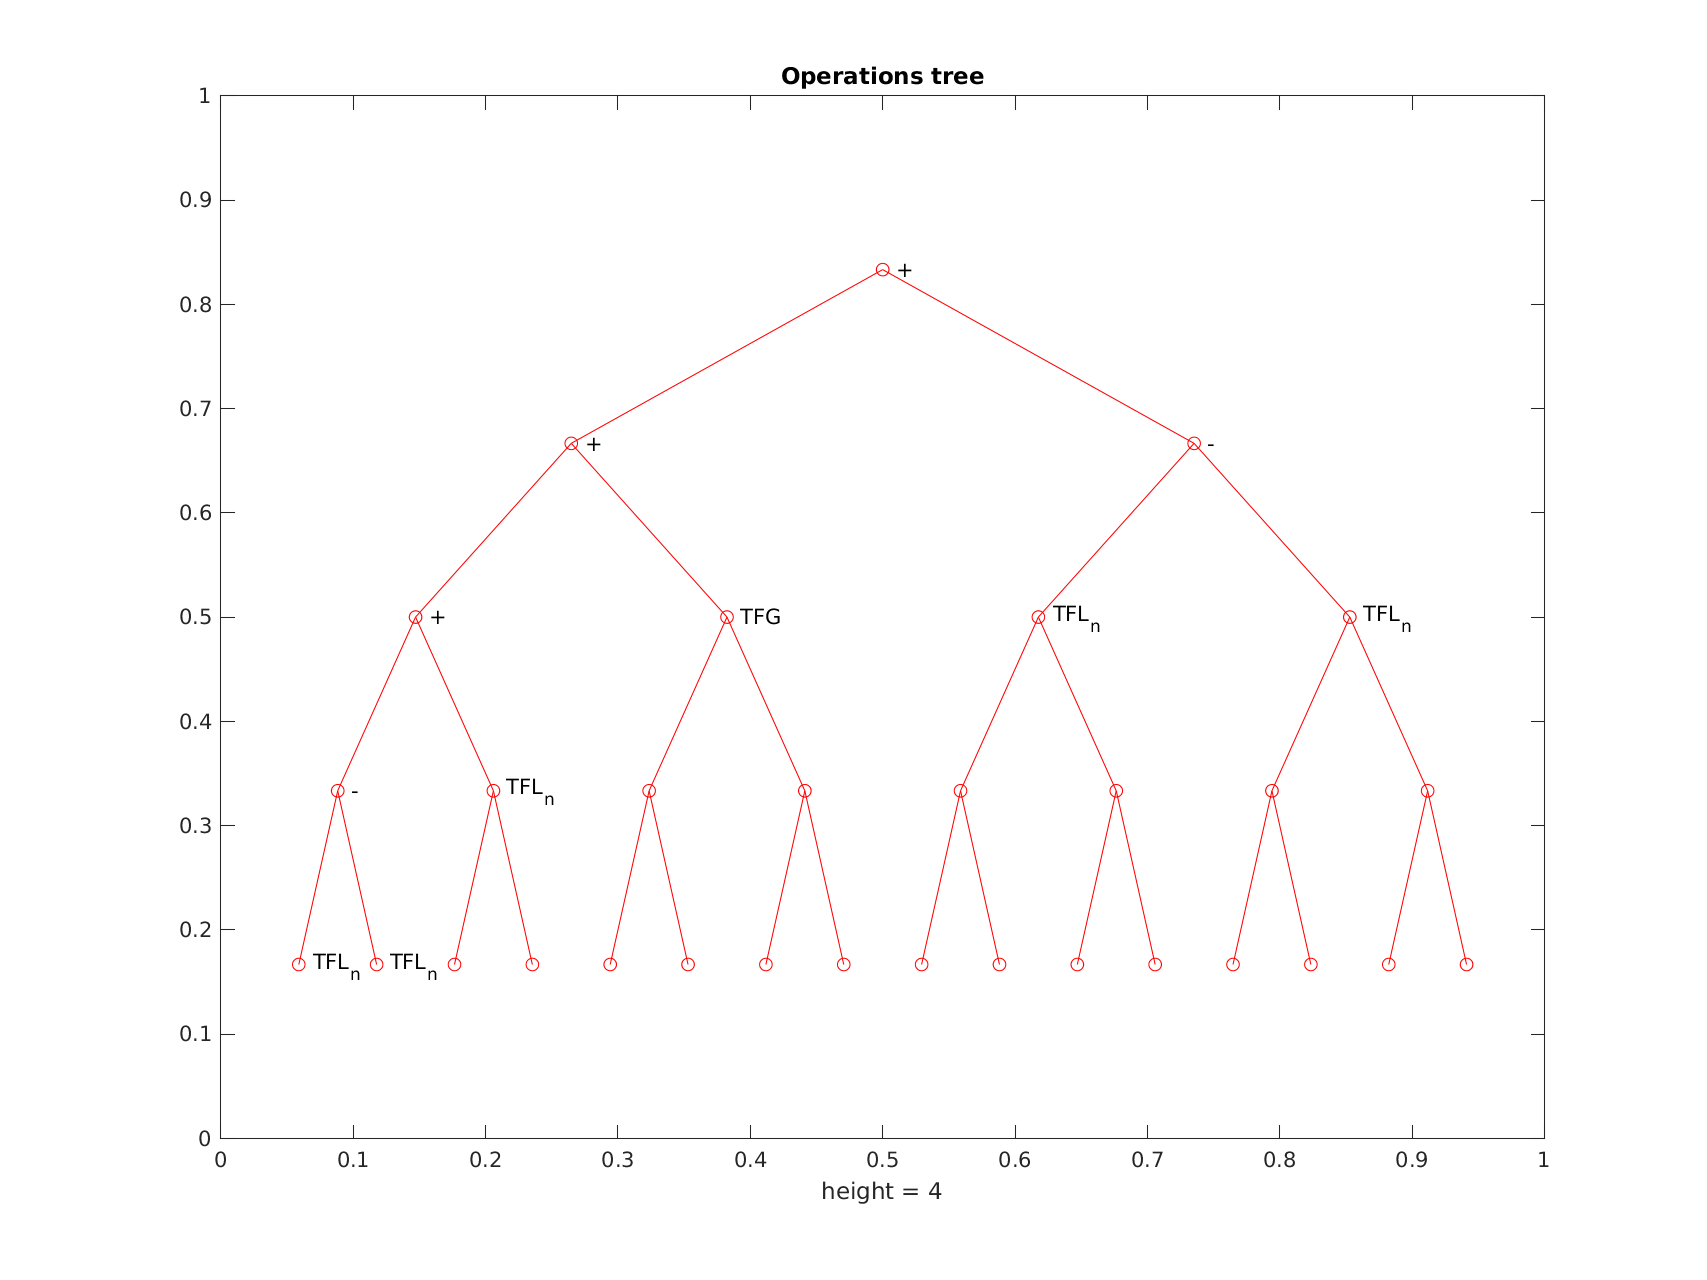 Operations tree
1
0.9
+
0.8
0.7
+ -
0.6
0.5 + TFG TFLn TFLn
0.4
- TFLn
0.3
0.2
TFLn TFLn
0.1
0
0 0.1 0.2 0.3 0.4 0.5 0.6 0.7 0.8 0.9 1
height = 4